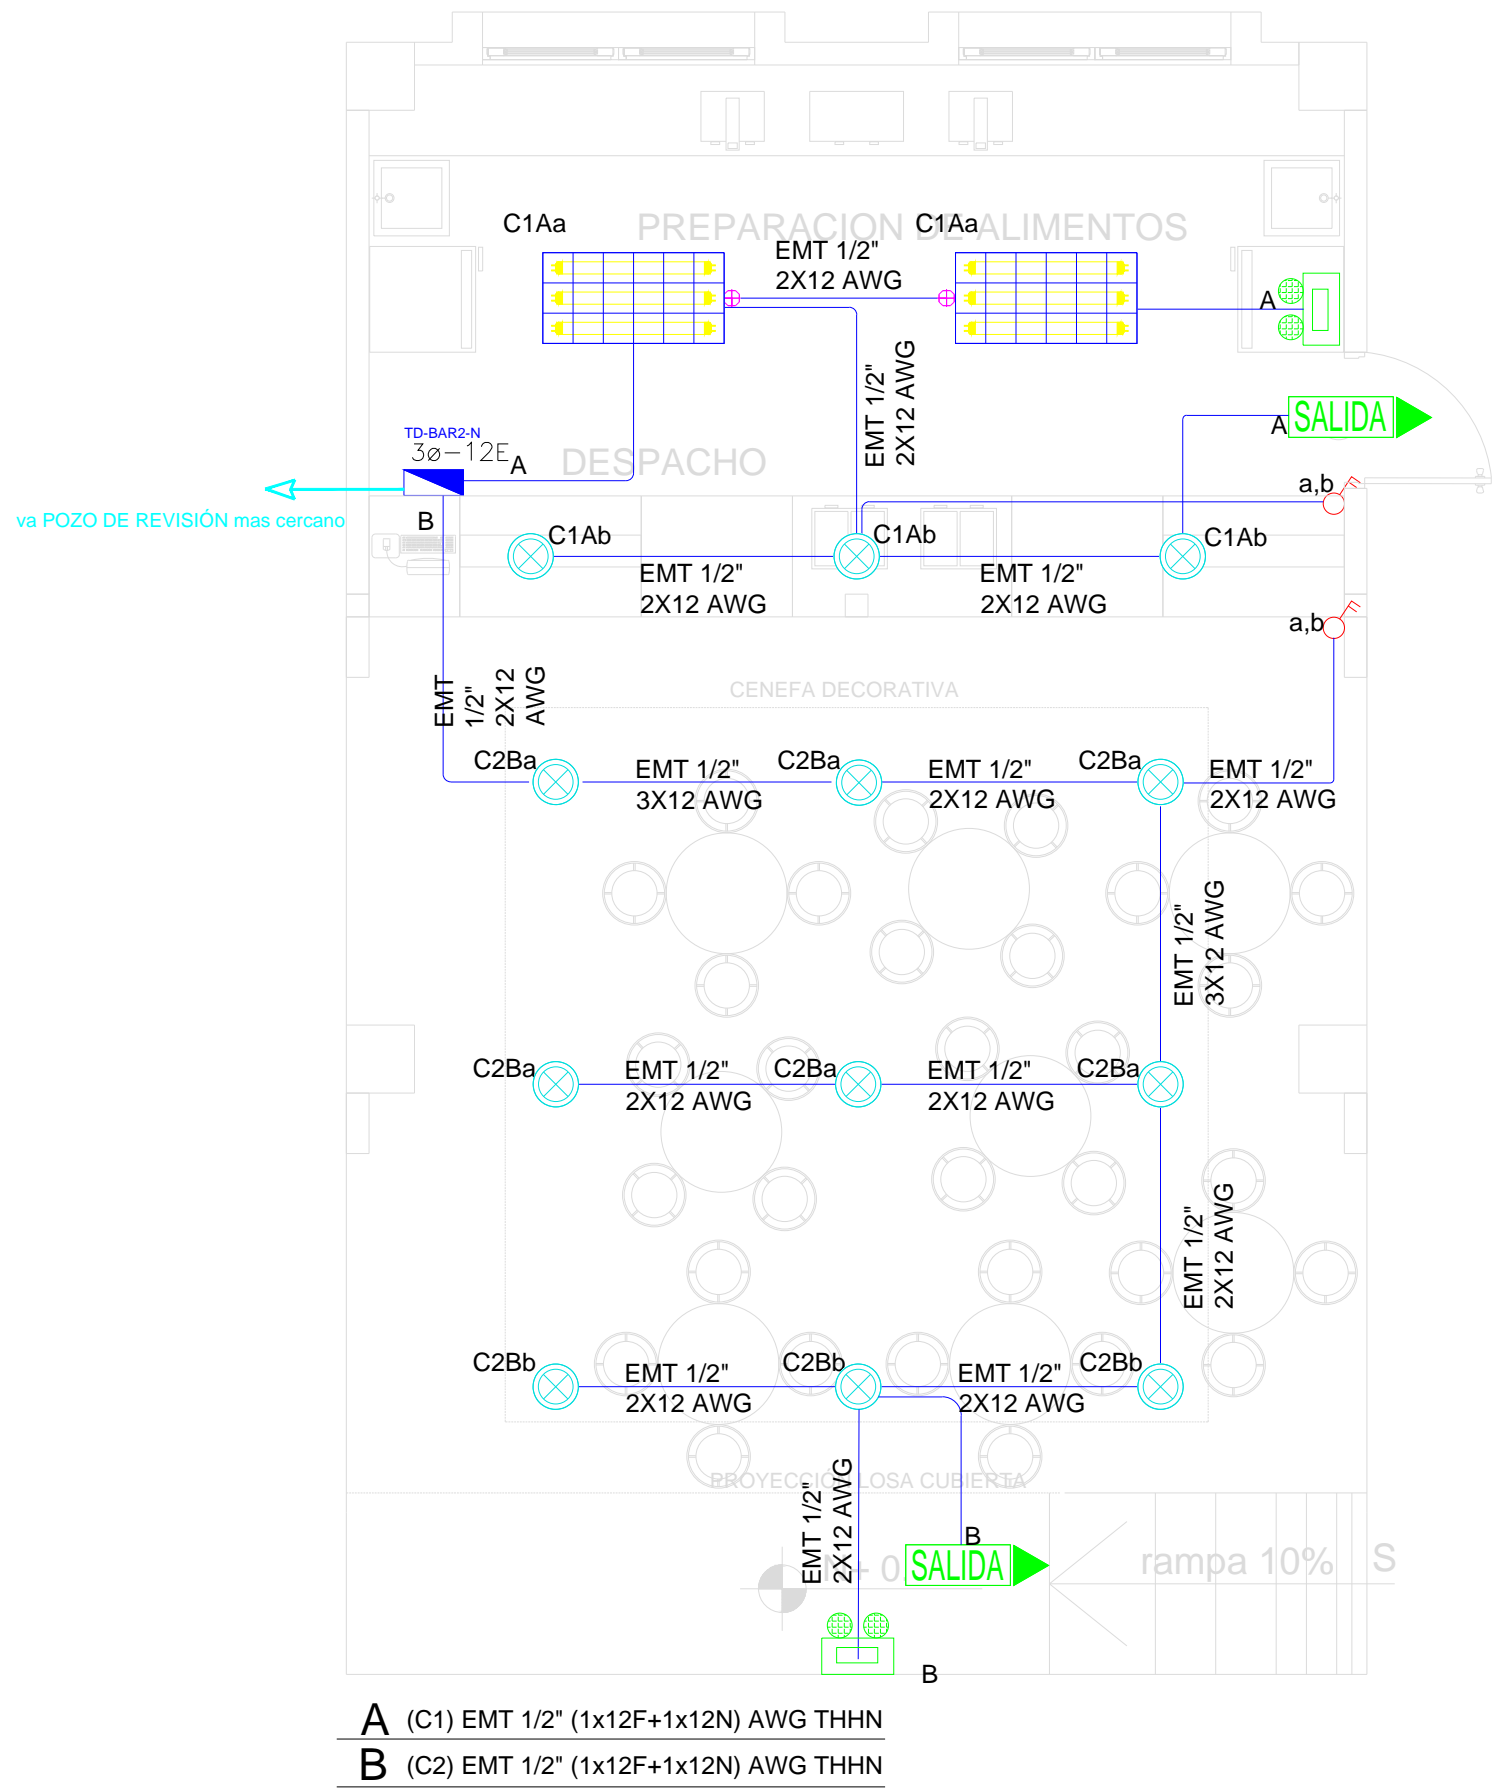 C1Aa
PREPARACION DE ALIMENTOS
C1Aa
EMT 1/2"
2X12 AWG
A
EMT 1/2"
2X12 AWG
SALIDA
A
TD-BAR2-N
3ø-12E
A
DESPACHO
a,b
va POZO DE REVISIÓN mas cercano
B
C1Ab
C1Ab
C1Ab
EMT 1/2"
2X12 AWG
EMT 1/2"
2X12 AWG
a,b
EMT
1/2"
2X12
AWG
CENEFA DECORATIVA
C2Ba
EMT 1/2"
3X12 AWG
C2Ba
EMT 1/2"
2X12 AWG
C2Ba
EMT 1/2"
2X12 AWG
EMT 1/2"
3X12 AWG
C2Ba
EMT 1/2"
2X12 AWG
C2Ba
EMT 1/2"
2X12 AWG
C2Ba
EMT 1/2"
2X12 AWG
C2Bb
EMT 1/2"
2X12 AWG
C2Bb
EMT 1/2"
2X12 AWG
C2Bb
PROYECCIÓN LOSA CUBIERTA
EMT 1/2"
2X12 AWG
B
SALIDA
rampa 10%
S
B
A (C1) EMT 1/2" (1x12F+1x12N) AWG THHN
B (C2) EMT 1/2" (1x12F+1x12N) AWG THHN